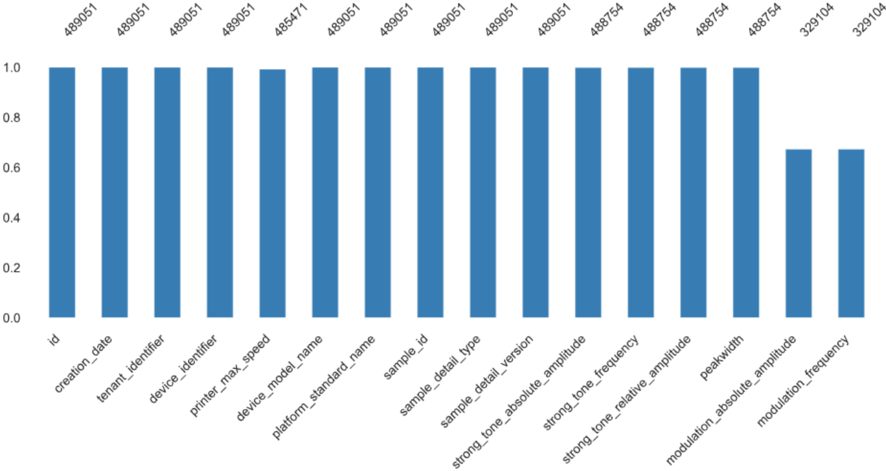 489051
489051
489051
489051
485471
489051
489051
489051
489051
489051
488754
488754
488754
488754
329104
329104
1.0
0.8
0.6
0.4
0.2
0.0
id
creation_date
tenant_identifier
device_identifier
printer_max_speed
device_model_name
platform_standard_name
sample_id
sample_detail_type
sample_detail_version
strong_tone_absolute_amplitude
strong_tone_frequency
strong_tone_relative_amplitude
peakwidth
modulation_absolute_amplitude
modulation_frequency